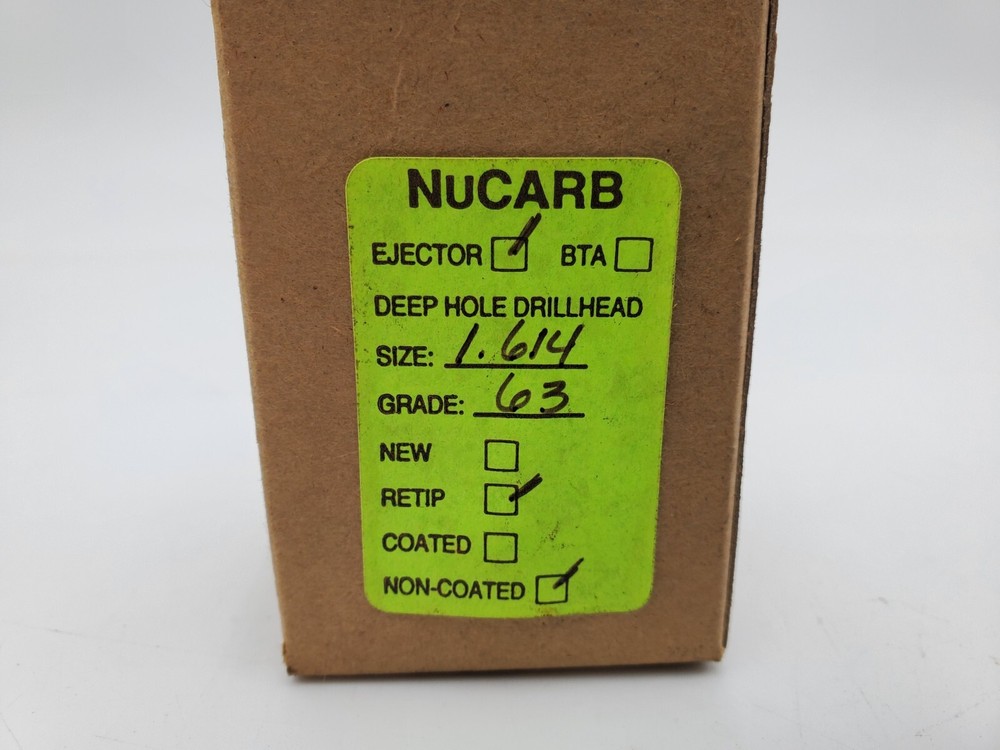 NuCARB
EJECTOR ☑ BTA ☐
DEEP HOLE DRILLHEAD
SIZE: 1.614
GRADE: 63
NEW ☐
RETIP ☑
COATED ☐
NON-COATED ☑